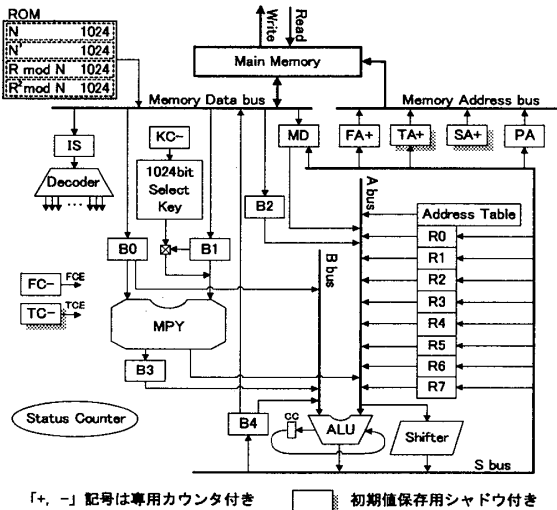 ROM
N 1024
N' 1024
R mod N 1024
R² mod N 1024
Write
Read
Main Memory
Memory Data bus
Memory Address bus
IS
KC−
MD
FA+
TA+
SA+
PA
Decoder
1024bit
Select
Key
B2
A bus
Address Table
B0
B1
B bus
R0
R1
R2
R3
R4
R5
R6
R7
FC−
FCE
TC−
TCE
MPY
B3
Status Counter
B4
CC
ALU
Shifter
S bus
「+, −」記号は専用カウンタ付き
初期値保存用シャドウ付き